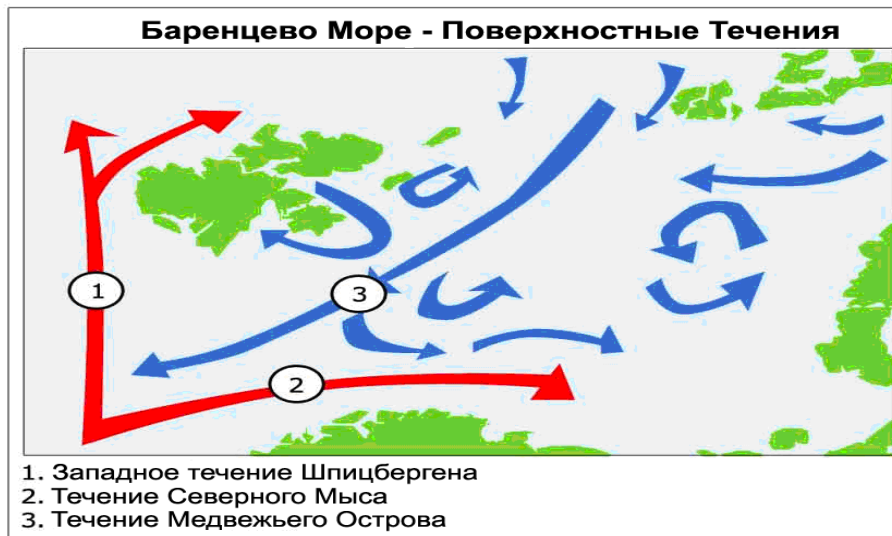 Баренцево Море - Поверхностные Течения
1
3
2
1. Западное течение Шпицбергена
2. Течение Северного Мыса
3. Течение Медвежьего Острова